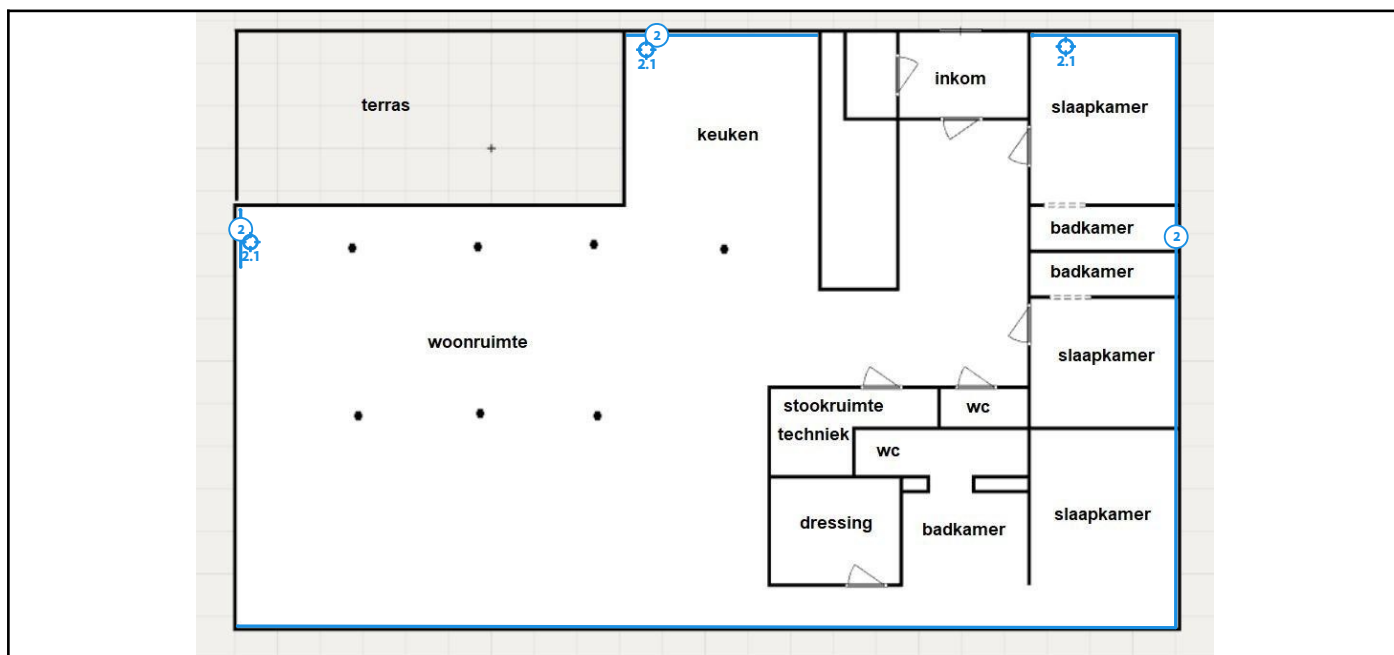 2
2.1
2.1
inkom
terras
slaapkamer
keuken
2
2.1
badkamer
2
badkamer
woonruimte
slaapkamer
stookruimte
wc
techniek
wc
dressing
badkamer
slaapkamer